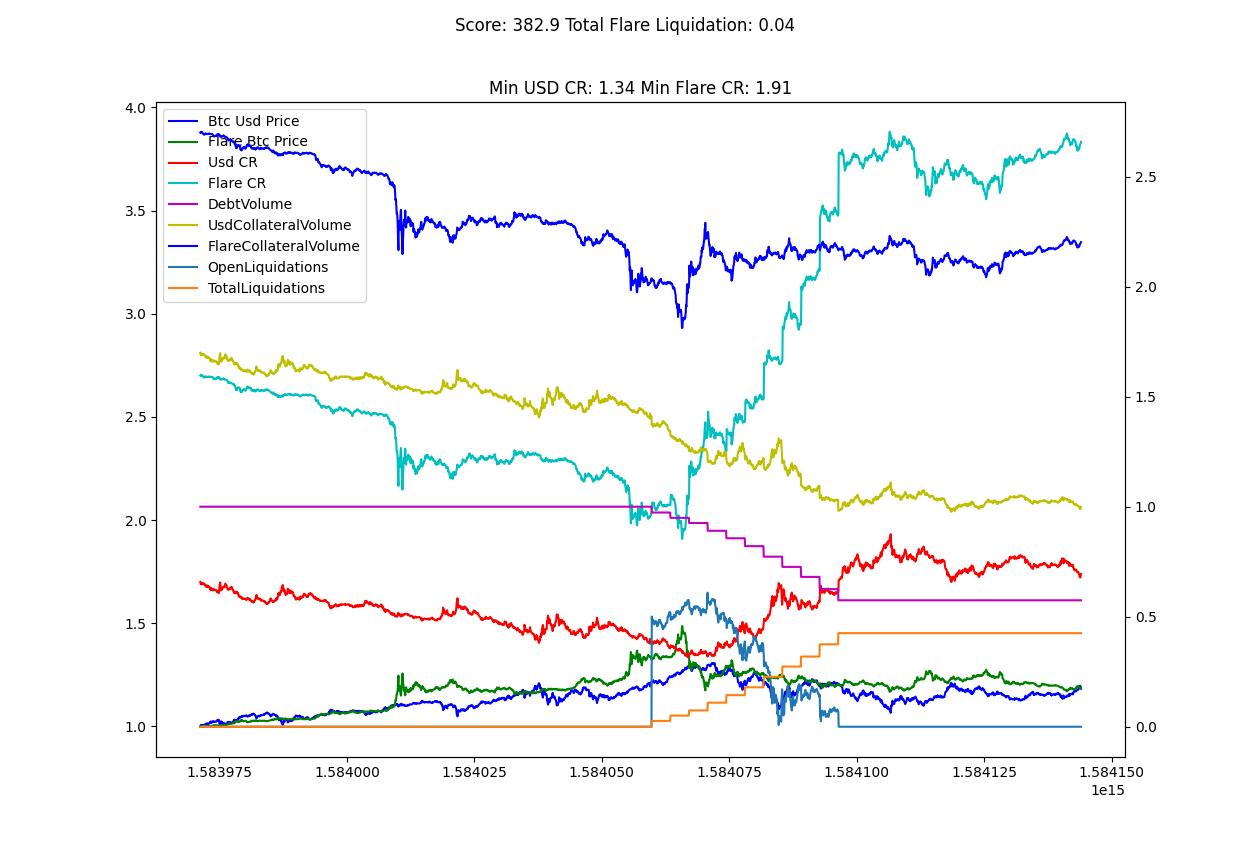 Score: 382.9 Total Flare Liquidation: 0.04
Min USD CR: 1.34 Min Flare CR: 1.91
4.0
3.5
3.0
2.5
2.0
1.5
1.0
Btc Usd Price
Flare Btc Price
Usd CR
Flare CR
DebtVolume
UsdCollateralVolume
FlareCollateralVolume
OpenLiquidations
TotalLiquidations
2.5
2.0
1.5
1.0
0.5
0.0
1.583975 1.584000 1.584025 1.584050 1.584075 1.584100 1.584125 1.584150
1e15